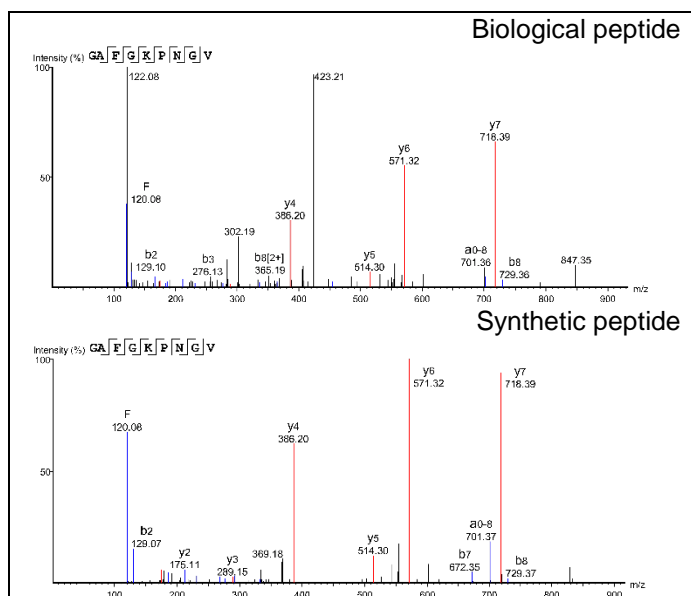 Biological peptide
Intensity (%) GAFGKPNGV
100
122.08
423.21
y7
718.39
y6
571.32
50
F
120.08
y4
386.20
302.19
b2
129.10
b3
276.13
b8[2+]
365.19
y5
514.30
a0-8
701.36
b8
729.36
847.35
100 200 300 400 500 600 700 800 900 m/z
Synthetic peptide
Intensity (%) GAFGKPNGV
100
y6
571.32
y7
718.39
F
120.08
y4
386.20
50
b2
129.07
y2
175.11
y3
289.15
369.18
y5
514.30
a0-8
701.37
b7
672.35
b8
729.37
100 200 300 400 500 600 700 800 900 m/z